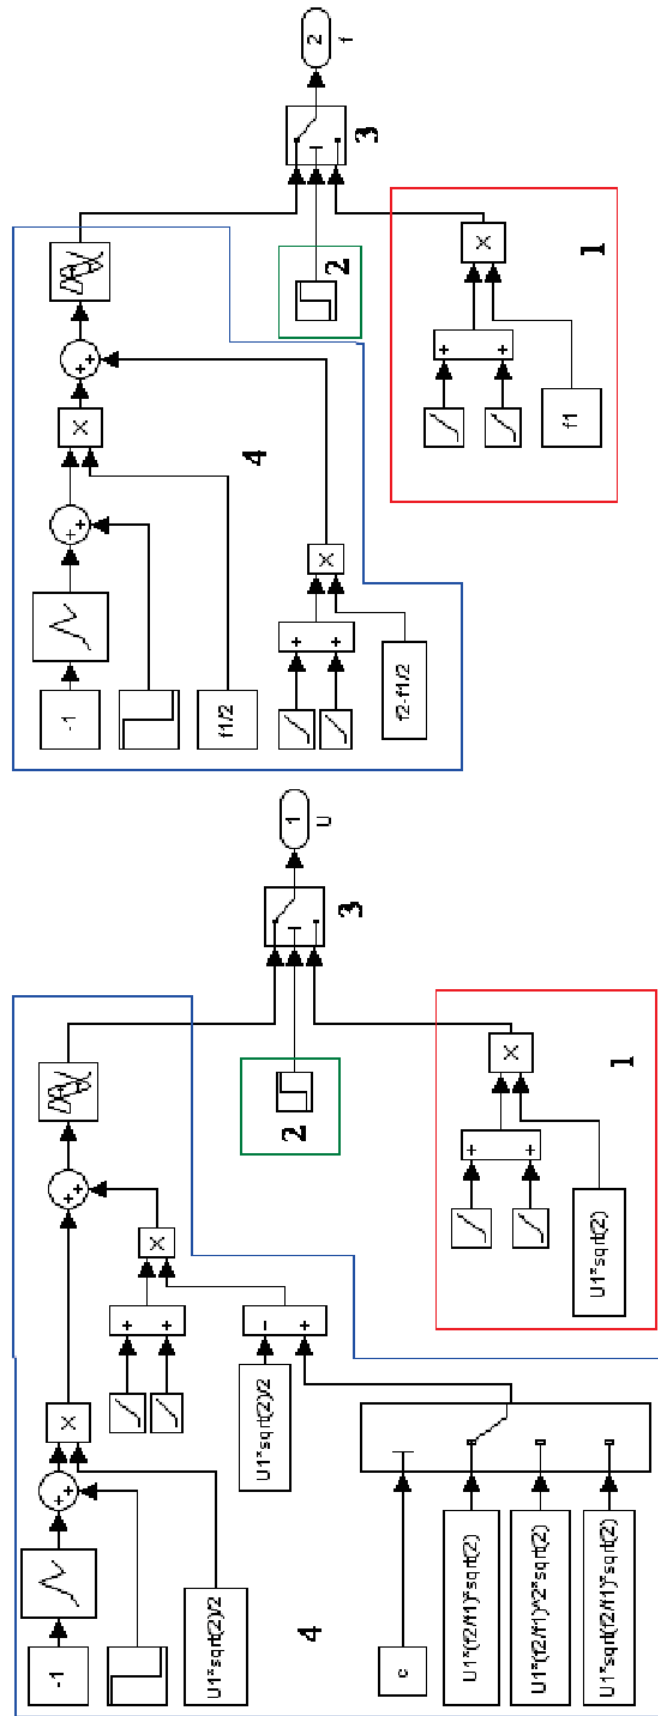 -1
+
+
X
+
+
U1*sqrt(2)/2
4
+
+
X
U1*sqrt(2)/2
-
+
c
U1*(f2/f1)*sqrt(2)
U1*(f2/f1)^2*sqrt(2)
U1*sqrt(f2/f1)*sqrt(2)
2
3
1
U
+
+
X
U1*sqrt(2)
1
-1
+
+
X
+
+
f1/2
4
+
+
X
f2-f1/2
2
3
2
f
+
+
X
f1
1